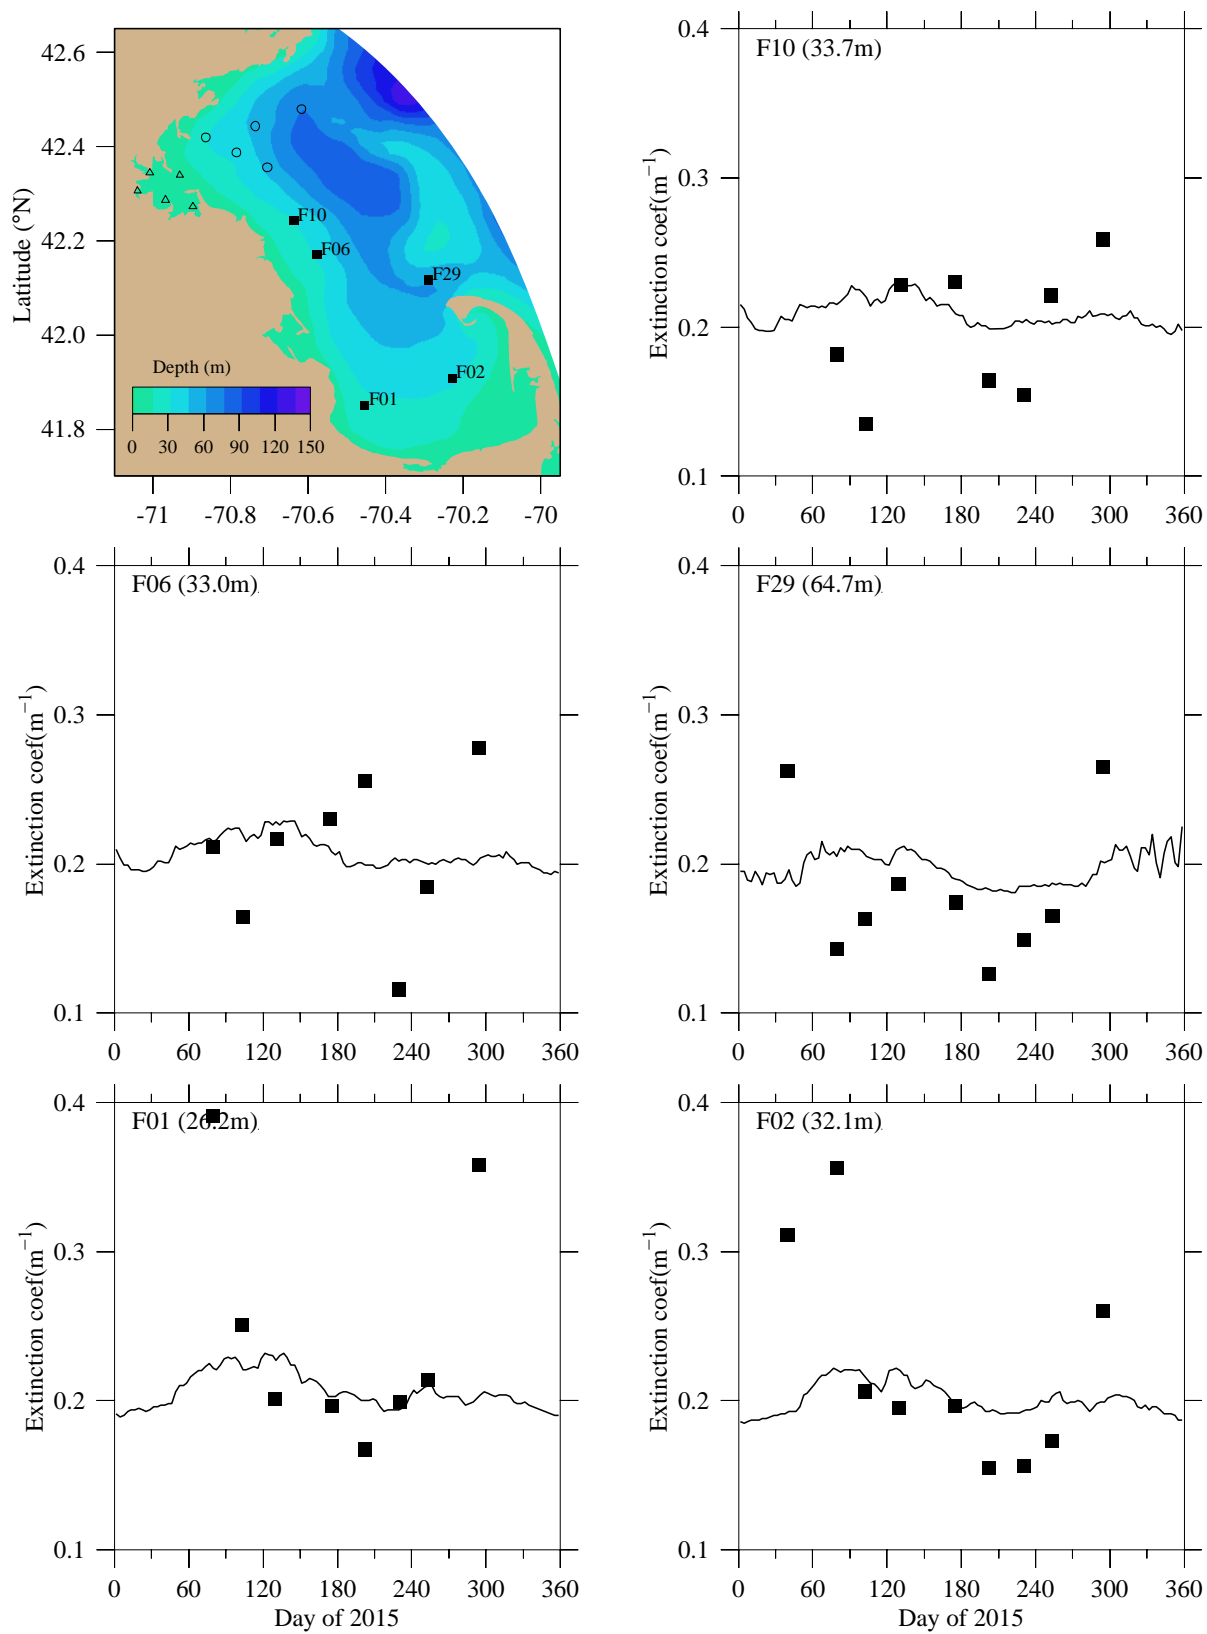 42.6
42.4
42.2
42.0
41.8
Latitude (°N)
F10
F06
F29
F02
F01
Depth (m)
0 30 60 90 120 150
-71 -70.8 -70.6 -70.4 -70.2 -70
F10 (33.7m)
0.4
0.3
0.2
0.1
Extinction coef(m−1)
0 60 120 180 240 300 360
F06 (33.0m)
0.4
0.3
0.2
0.1
Extinction coef(m−1)
0 60 120 180 240 300 360
F29 (64.7m)
0.4
0.3
0.2
0.1
Extinction coef(m−1)
0 60 120 180 240 300 360
F01 (26.2m)
0.4
0.3
0.2
0.1
Extinction coef(m−1)
0 60 120 180 240 300 360
Day of 2015
F02 (32.1m)
0.4
0.3
0.2
0.1
Extinction coef(m−1)
0 60 120 180 240 300 360
Day of 2015